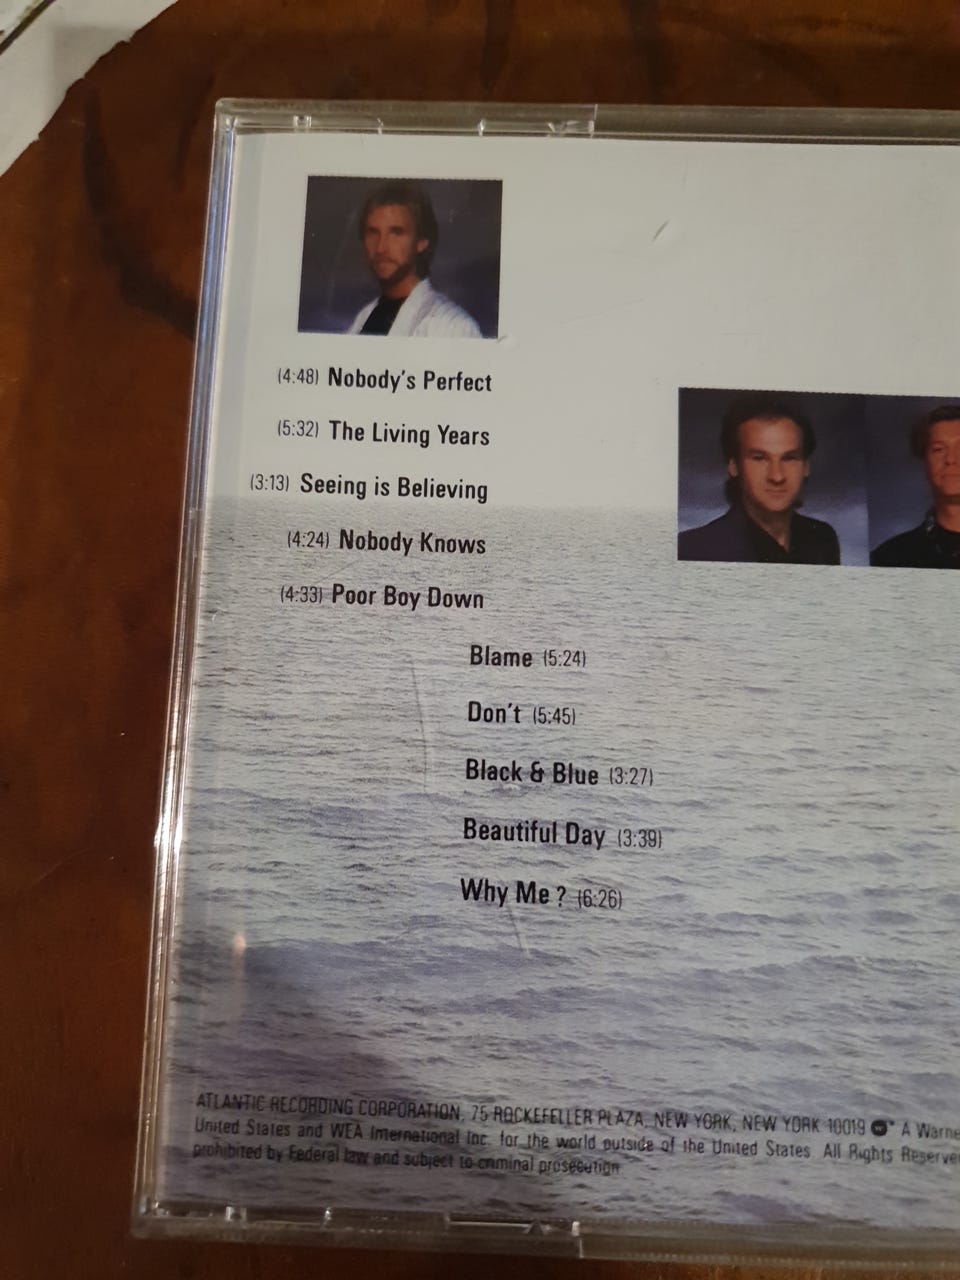 (4:48) Nobody's Perfect
(5:32) The Living Years
(3:13) Seeing is Believing
(4:24) Nobody Knows
(4:33) Poor Boy Down
Blame (5:24)
Don't (5:45)
Black & Blue (3:27)
Beautiful Day (3:39)
Why Me? (6:26)
ATLANTIC RECORDING CORPORATION, 75 ROCKEFELLER PLAZA, NEW YORK, NEW YORK 10019 A
United States and WEA International Inc. for the world outside of the United States. All Rights
prohibited by Federal law and subject to criminal prosecution.